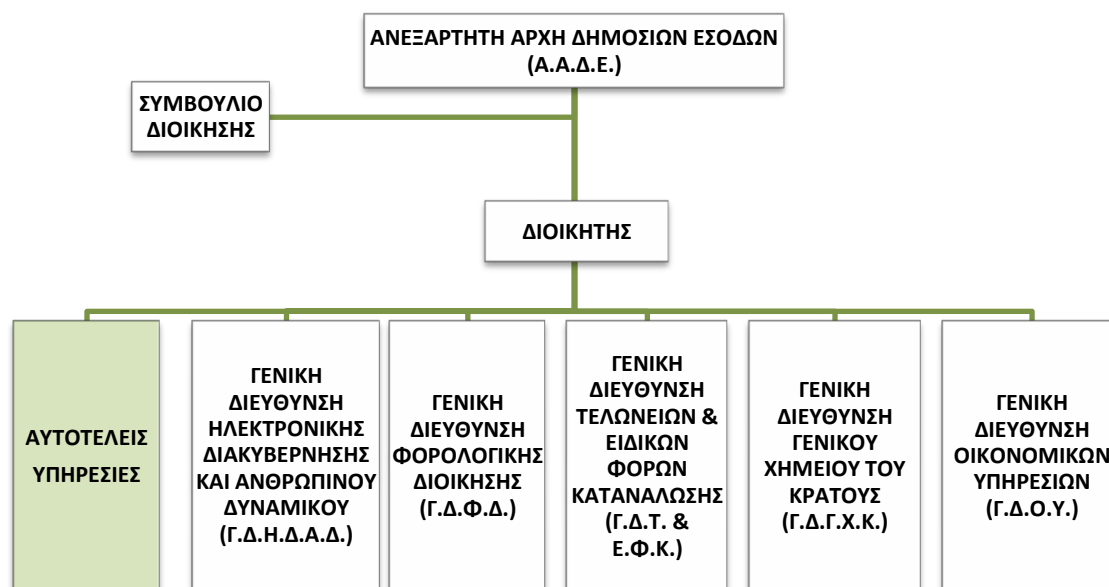 ΑΝΕΞΑΡΤΗΤΗ ΑΡΧΗ ΔΗΜΟΣΙΩΝ ΕΣΟΔΩΝ
(Α.Α.Δ.Ε.)
ΣΥΜΒΟΥΛΙΟ
ΔΙΟΙΚΗΣΗΣ
ΔΙΟΙΚΗΤΗΣ
ΑΥΤΟΤΕΛΕΙΣ
ΥΠΗΡΕΣΙΕΣ
ΓΕΝΙΚΗ
ΔΙΕΥΘΥΝΣΗ
ΗΛΕΚΤΡΟΝΙΚΗΣ
ΔΙΑΚΥΒΕΡΝΗΣΗΣ
ΚΑΙ ΑΝΘΡΩΠΙΝΟΥ
ΔΥΝΑΜΙΚΟΥ
(Γ.Δ.Η.Δ.Α.Δ.)
ΓΕΝΙΚΗ
ΔΙΕΥΘΥΝΣΗ
ΦΟΡΟΛΟΓΙΚΗΣ
ΔΙΟΙΚΗΣΗΣ
(Γ.Δ.Φ.Δ.)
ΓΕΝΙΚΗ
ΔΙΕΥΘΥΝΣΗ
ΤΕΛΩΝΕΙΩΝ &
ΕΙΔΙΚΩΝ
ΦΟΡΩΝ
ΚΑΤΑΝΑΛΩΣΗΣ
(Γ.Δ.Τ. &
Ε.Φ.Κ.)
ΓΕΝΙΚΗ
ΔΙΕΥΘΥΝΣΗ
ΓΕΝΙΚΟΥ
ΧΗΜΕΙΟΥ ΤΟΥ
ΚΡΑΤΟΥΣ
(Γ.Δ.Γ.Χ.Κ.)
ΓΕΝΙΚΗ
ΔΙΕΥΘΥΝΣΗ
ΟΙΚΟΝΟΜΙΚΩΝ
ΥΠΗΡΕΣΙΩΝ
(Γ.Δ.Ο.Υ.)